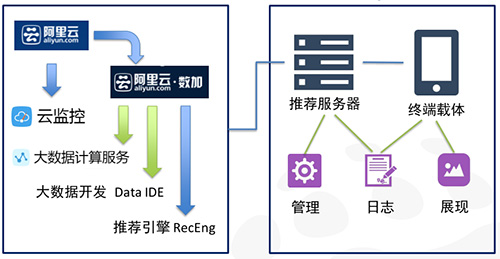 阿里云
aliyun.com
阿里云·数加
aliyun.com
云监控
大数据计算服务
大数据开发 Data IDE
推荐引擎 RecEng
推荐服务器
终端载体
管理
日志
展现